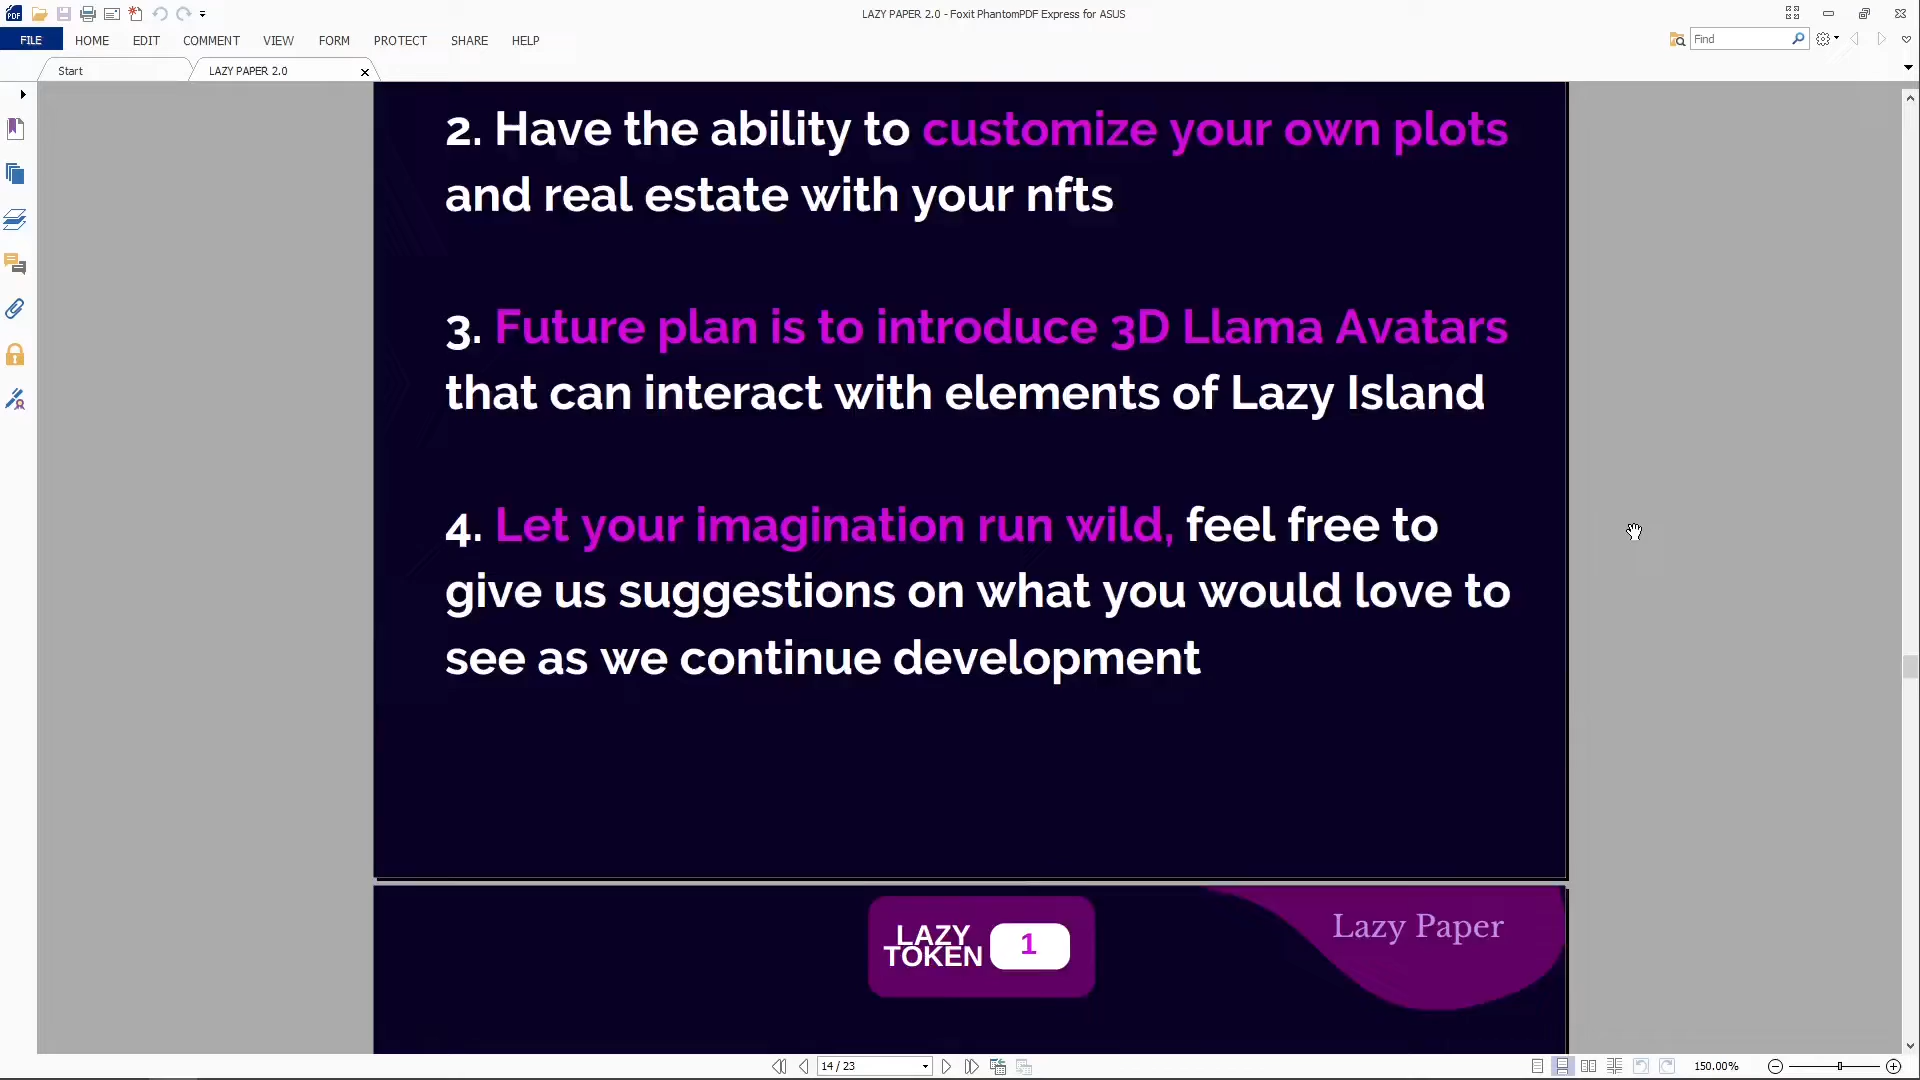 LAZY PAPER 2.0 - Foxit PhantomPDF Express for ASUS
FILE HOME EDIT COMMENT VIEW FORM PROTECT SHARE HELP
Find
Start
LAZY PAPER 2.0
2. Have the ability to customize your own plots
and real estate with your nfts
3. Future plan is to introduce 3D Llama Avatars
that can interact with elements of Lazy Island
4. Let your imagination run wild, feel free to
give us suggestions on what you would love to
see as we continue development
LAZY
TOKEN
1
Lazy Paper
14 / 23
150.00%